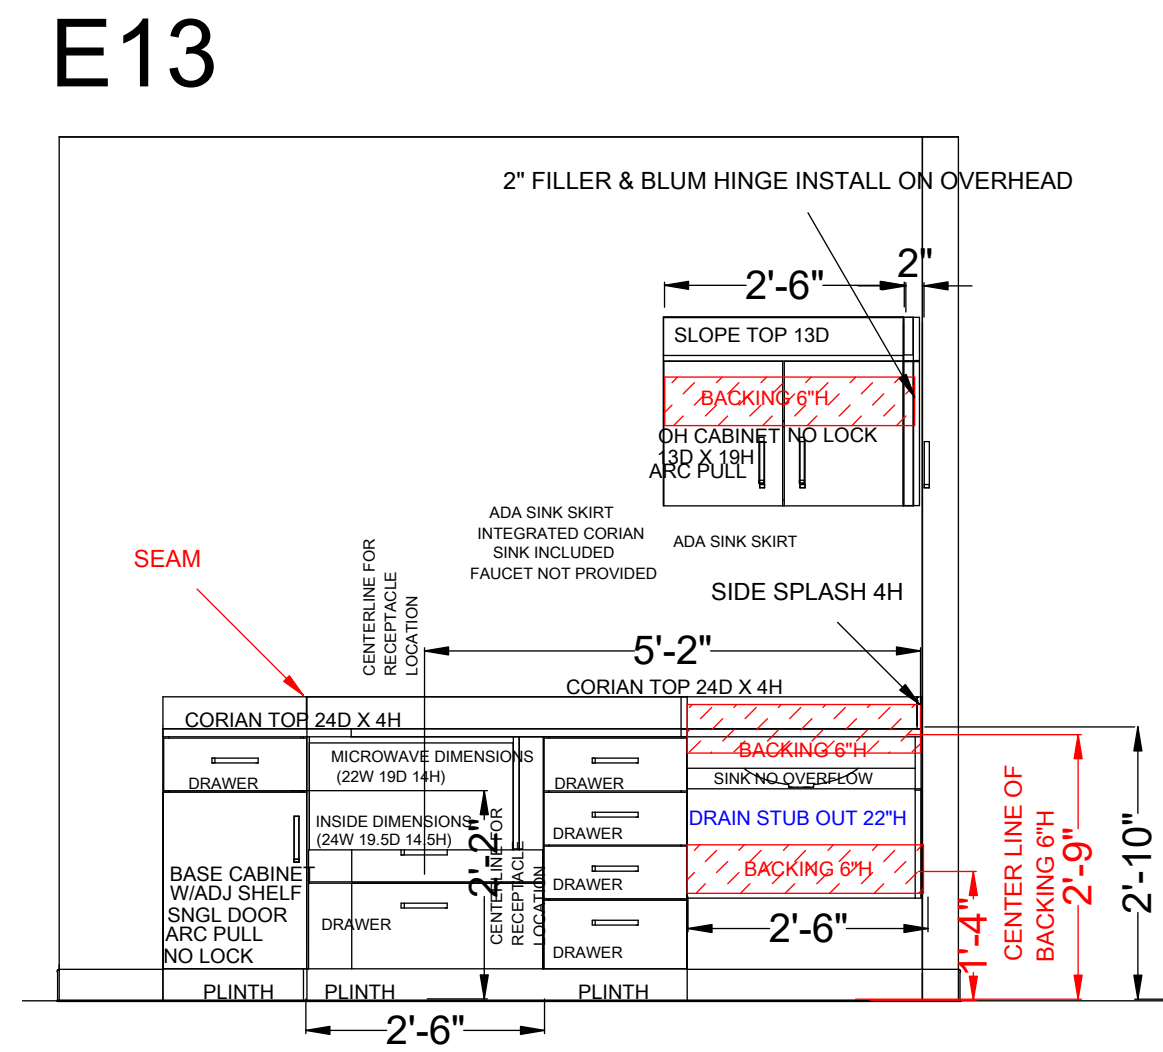 E13
2" FILLER & BLUM HINGE INSTALL ON OVERHEAD
2'-6"
2"
SLOPE TOP 13D
BACKING 6"H
OH CABINET NO LOCK
13D X 19H
ARC PULL
ADA SINK SKIRT
INTEGRATED CORIAN
SINK INCLUDED
FAUCET NOT PROVIDED
ADA SINK SKIRT
SEAM
CENTERLINE FOR
RECEPTACLE
LOCATION
SIDE SPLASH 4H
5'-2"
CORIAN TOP 24D X 4H
CORIAN TOP 24D X 4H
DRAWER
MICROWAVE DIMENSIONS
(22W 19D 14H)
INSIDE DIMENSIONS
(24W 19.5D 14.5H)
2'-2"
CENTERLINE FOR
RECEPTACLE
LOCATION
DRAWER
DRAWER
DRAWER
DRAWER
DRAWER
BACKING 6"H
SINK NO OVERFLOW
DRAIN STUB OUT 22"H
BACKING 6"H
2'-6"
BASE CABINET
W/ADJ SHELF
SNGL DOOR
ARC PULL
NO LOCK
1'-4"
CENTER LINE OF
BACKING 6"H
2'-9"
2'-10"
PLINTH
PLINTH
PLINTH
2'-6"